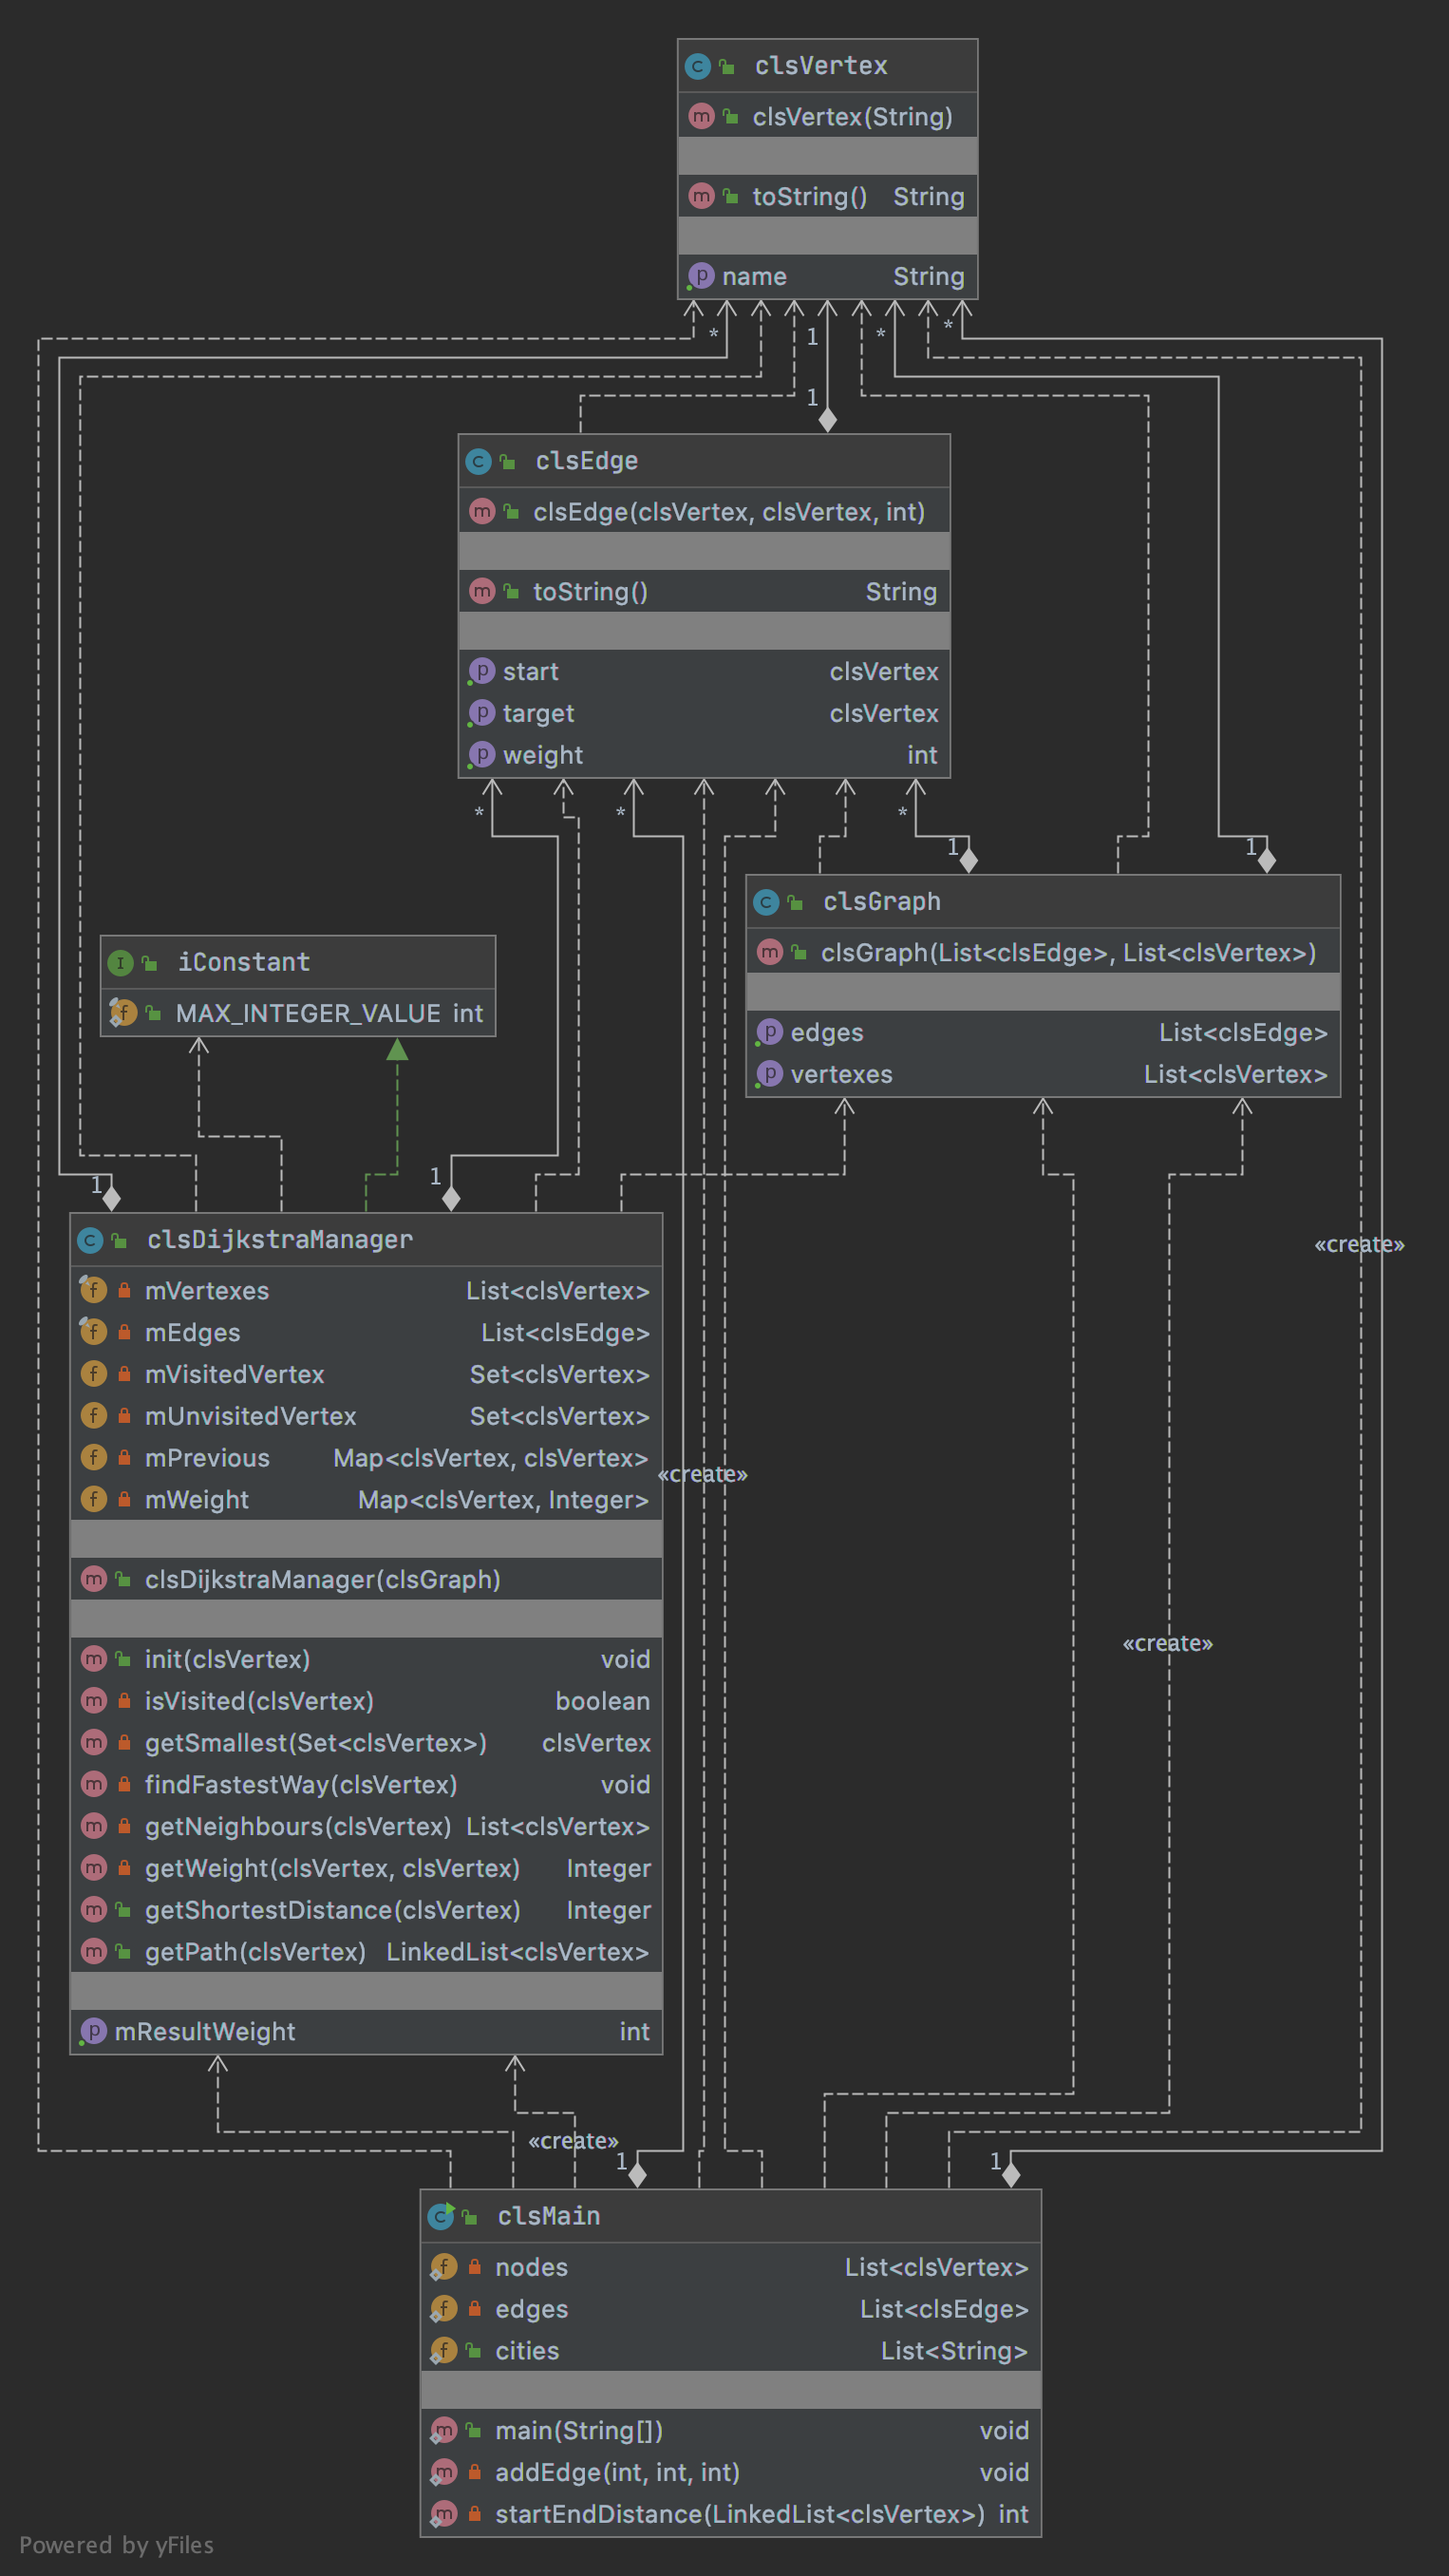 clsVertex
clsVertex(String)
toString() String
name String
* 1 * *
1
clsEdge
clsEdge(clsVertex, clsVertex, int)
toString() String
start clsVertex
target clsVertex
weight int
* * *
1 1
clsGraph
clsGraph(List<clsEdge>, List<clsVertex>)
edges List<clsEdge>
vertexes List<clsVertex>
iConstant
MAX_INTEGER_VALUE int
1 1
clsDijkstraManager
mVertexes List<clsVertex>
mEdges List<clsEdge>
mVisitedVertex Set<clsVertex>
mUnvisitedVertex Set<clsVertex>
mPrevious Map<clsVertex, clsVertex>
mWeight Map<clsVertex, Integer>
clsDijkstraManager(clsGraph)
init(clsVertex) void
isVisited(clsVertex) boolean
getSmallest(Set<clsVertex>) clsVertex
findFastestWay(clsVertex) void
getNeighbours(clsVertex) List<clsVertex>
getWeight(clsVertex, clsVertex) Integer
getShortestDistance(clsVertex) Integer
getPath(clsVertex) LinkedList<clsVertex>
mResultWeight int
«create»
«create»
«create»
«create»
1 1
clsMain
nodes List<clsVertex>
edges List<clsEdge>
cities List<String>
main(String[]) void
addEdge(int, int, int) void
startEndDistance(LinkedList<clsVertex>) int
Powered by yFiles